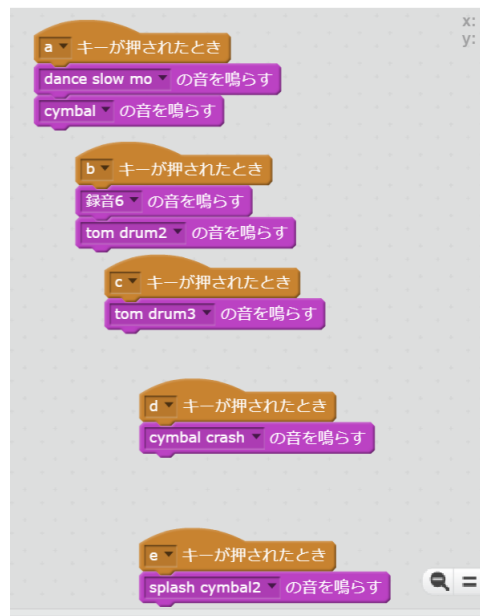 x:
y:
a キーが押されたとき
dance slow mo の音を鳴らす
cymbal の音を鳴らす
b キーが押されたとき
録音6 の音を鳴らす
tom drum2 の音を鳴らす
c キーが押されたとき
tom drum3 の音を鳴らす
d キーが押されたとき
cymbal crash の音を鳴らす
e キーが押されたとき
splash cymbal2 の音を鳴らす